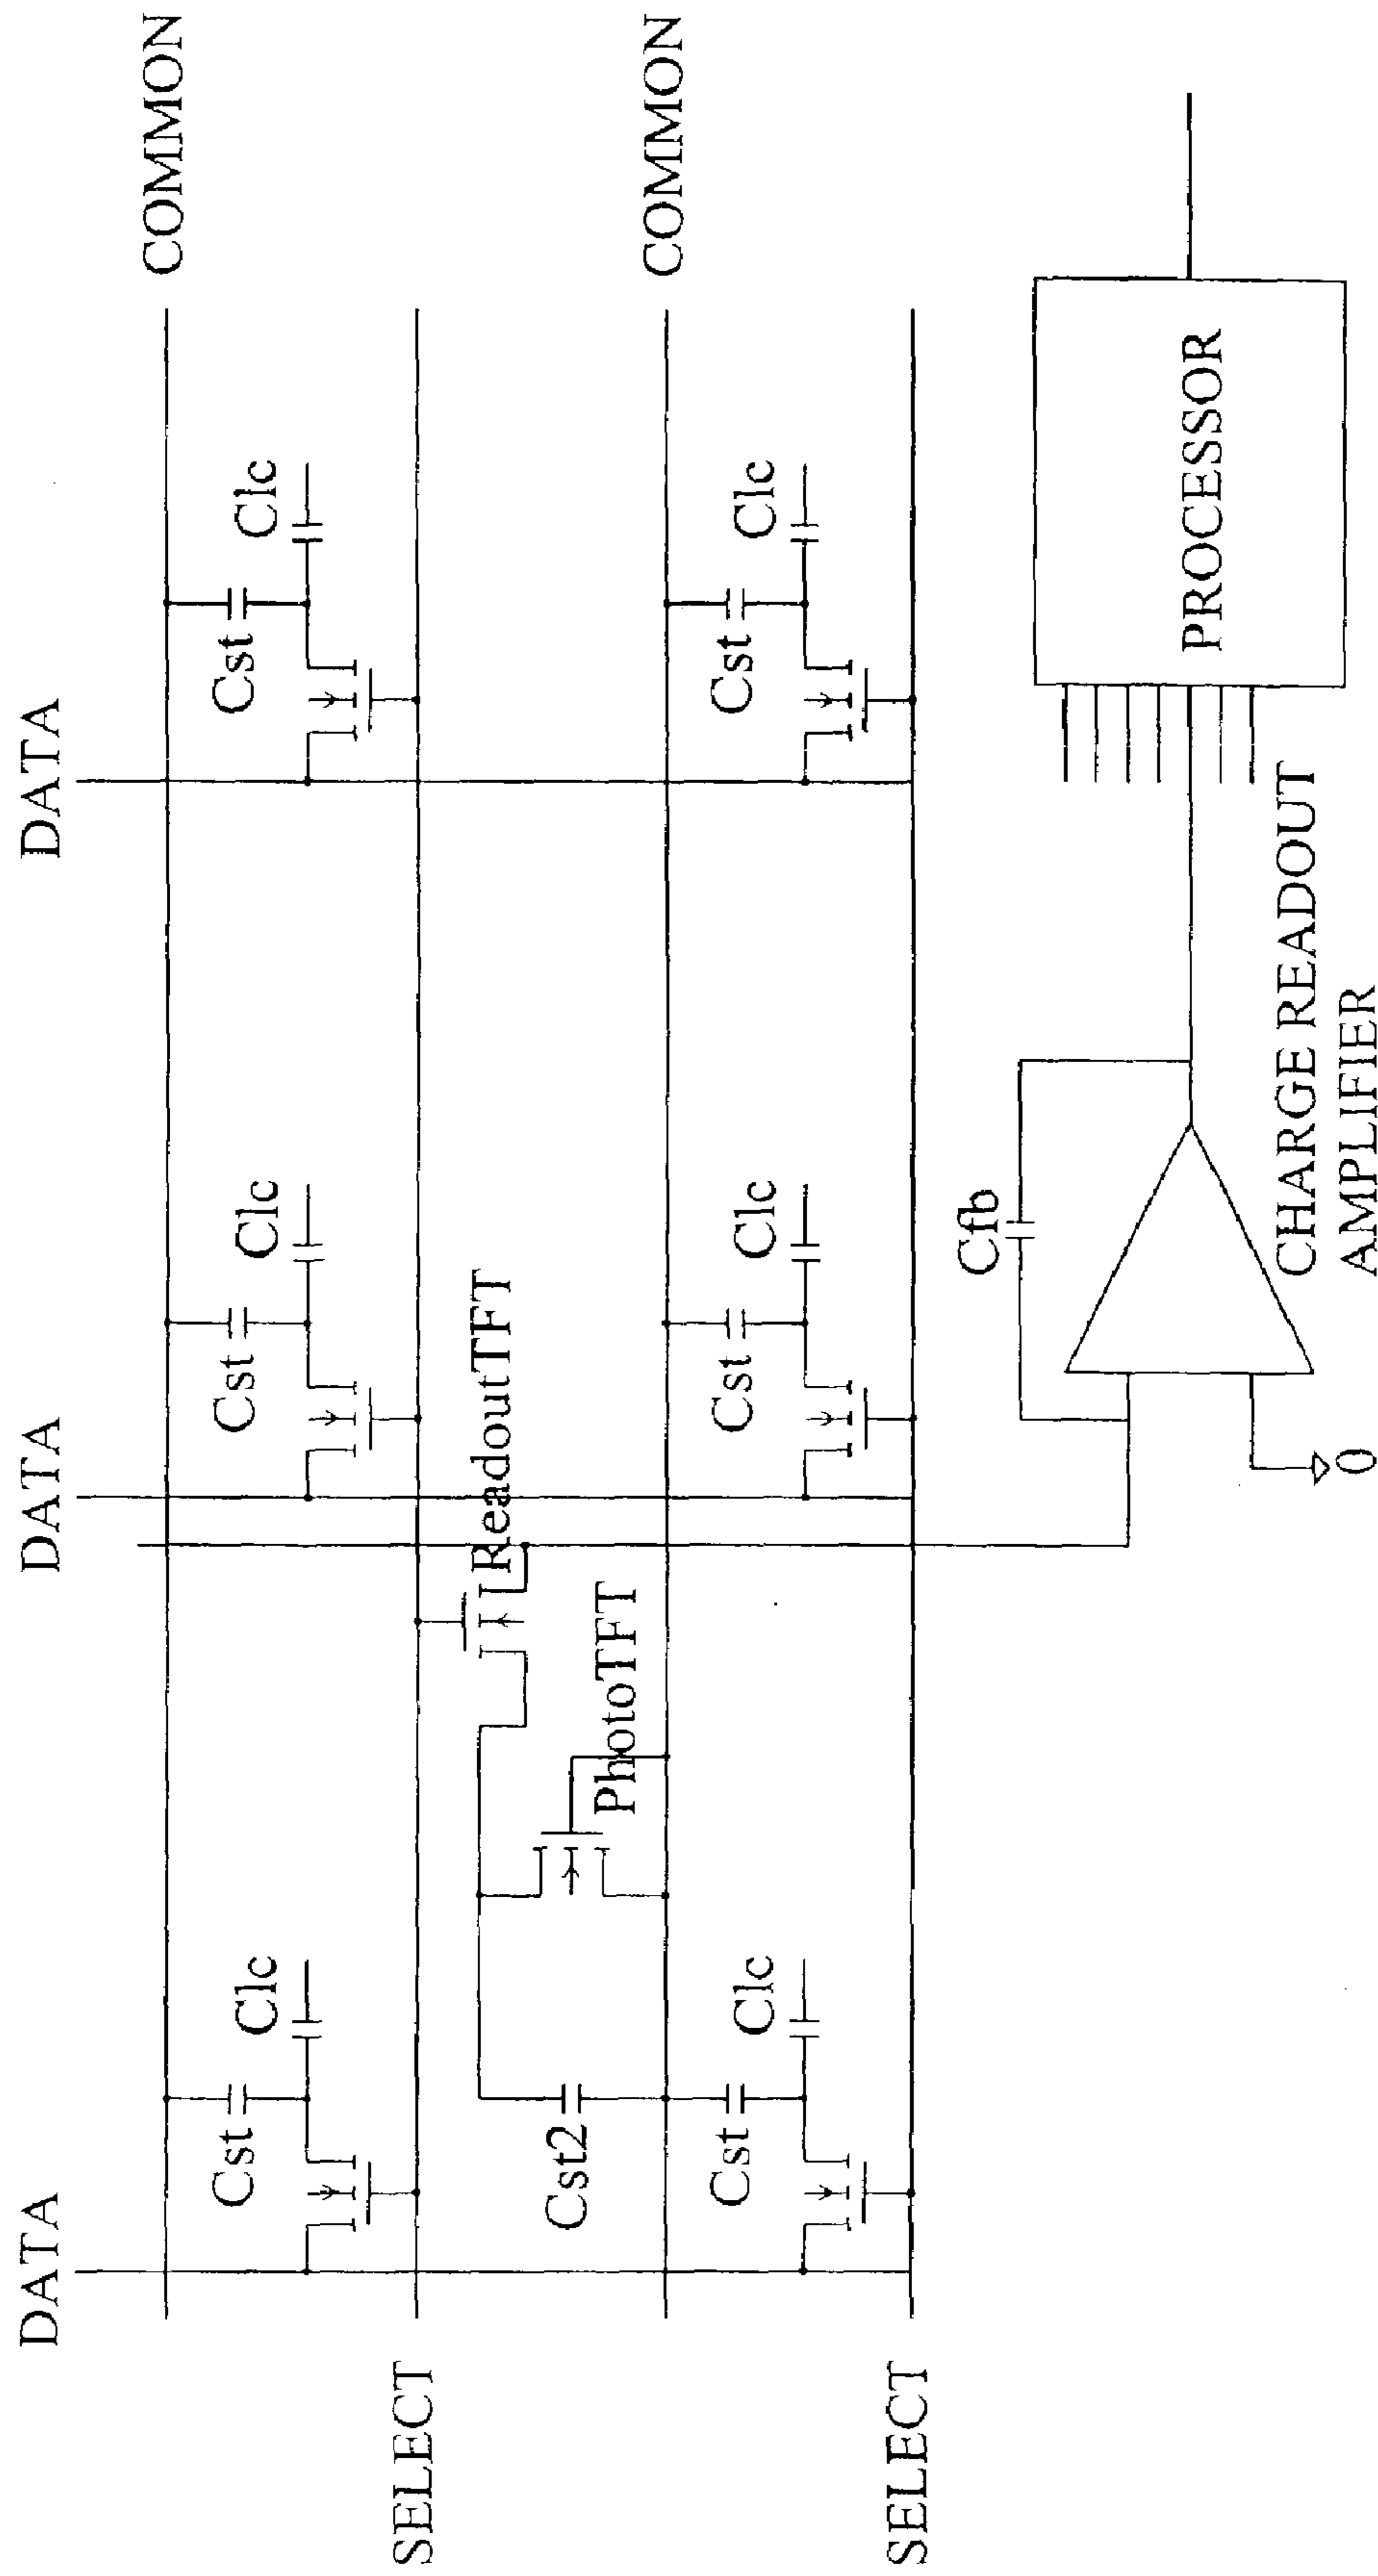 DATA
DATA
DATA
COMMON
Cst
Clc
Cst
Clc
Cst
Clc
SELECT
ReadoutTFT
PhotoTFT
Cst2
COMMON
Cst
Clc
Cst
Clc
Cst
Clc
SELECT
Cfb
0
CHARGE READOUT
AMPLIFIER
PROCESSOR